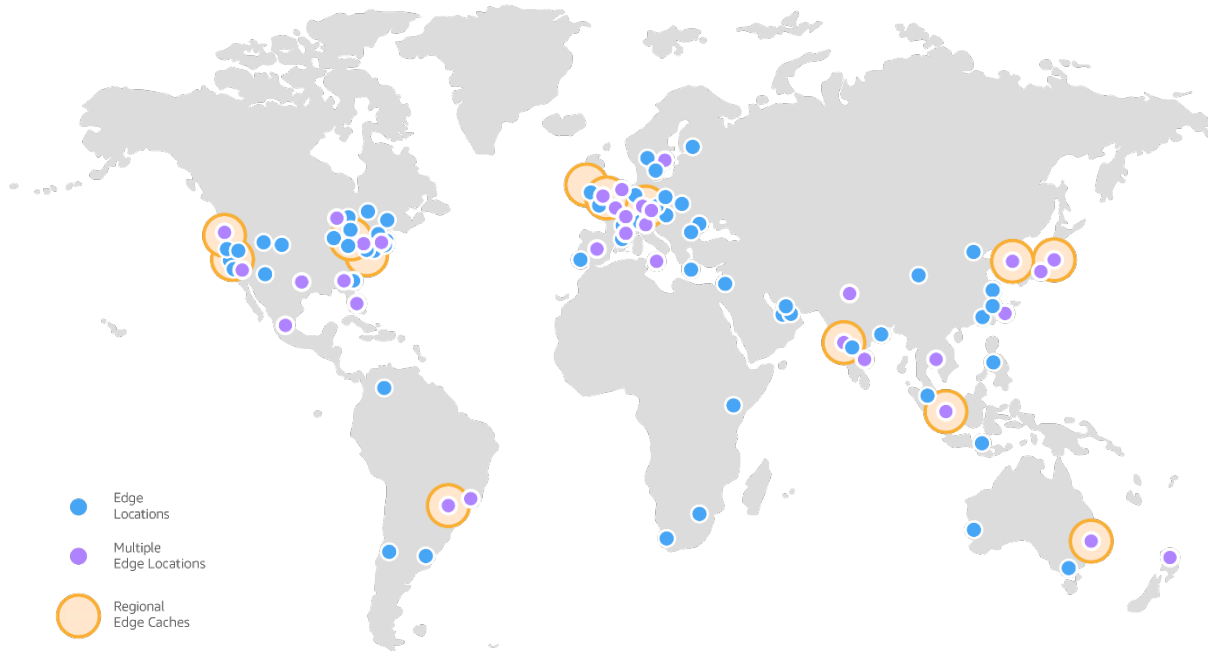 Edge
Locations
Multiple
Edge Locations
Regional
Edge Caches